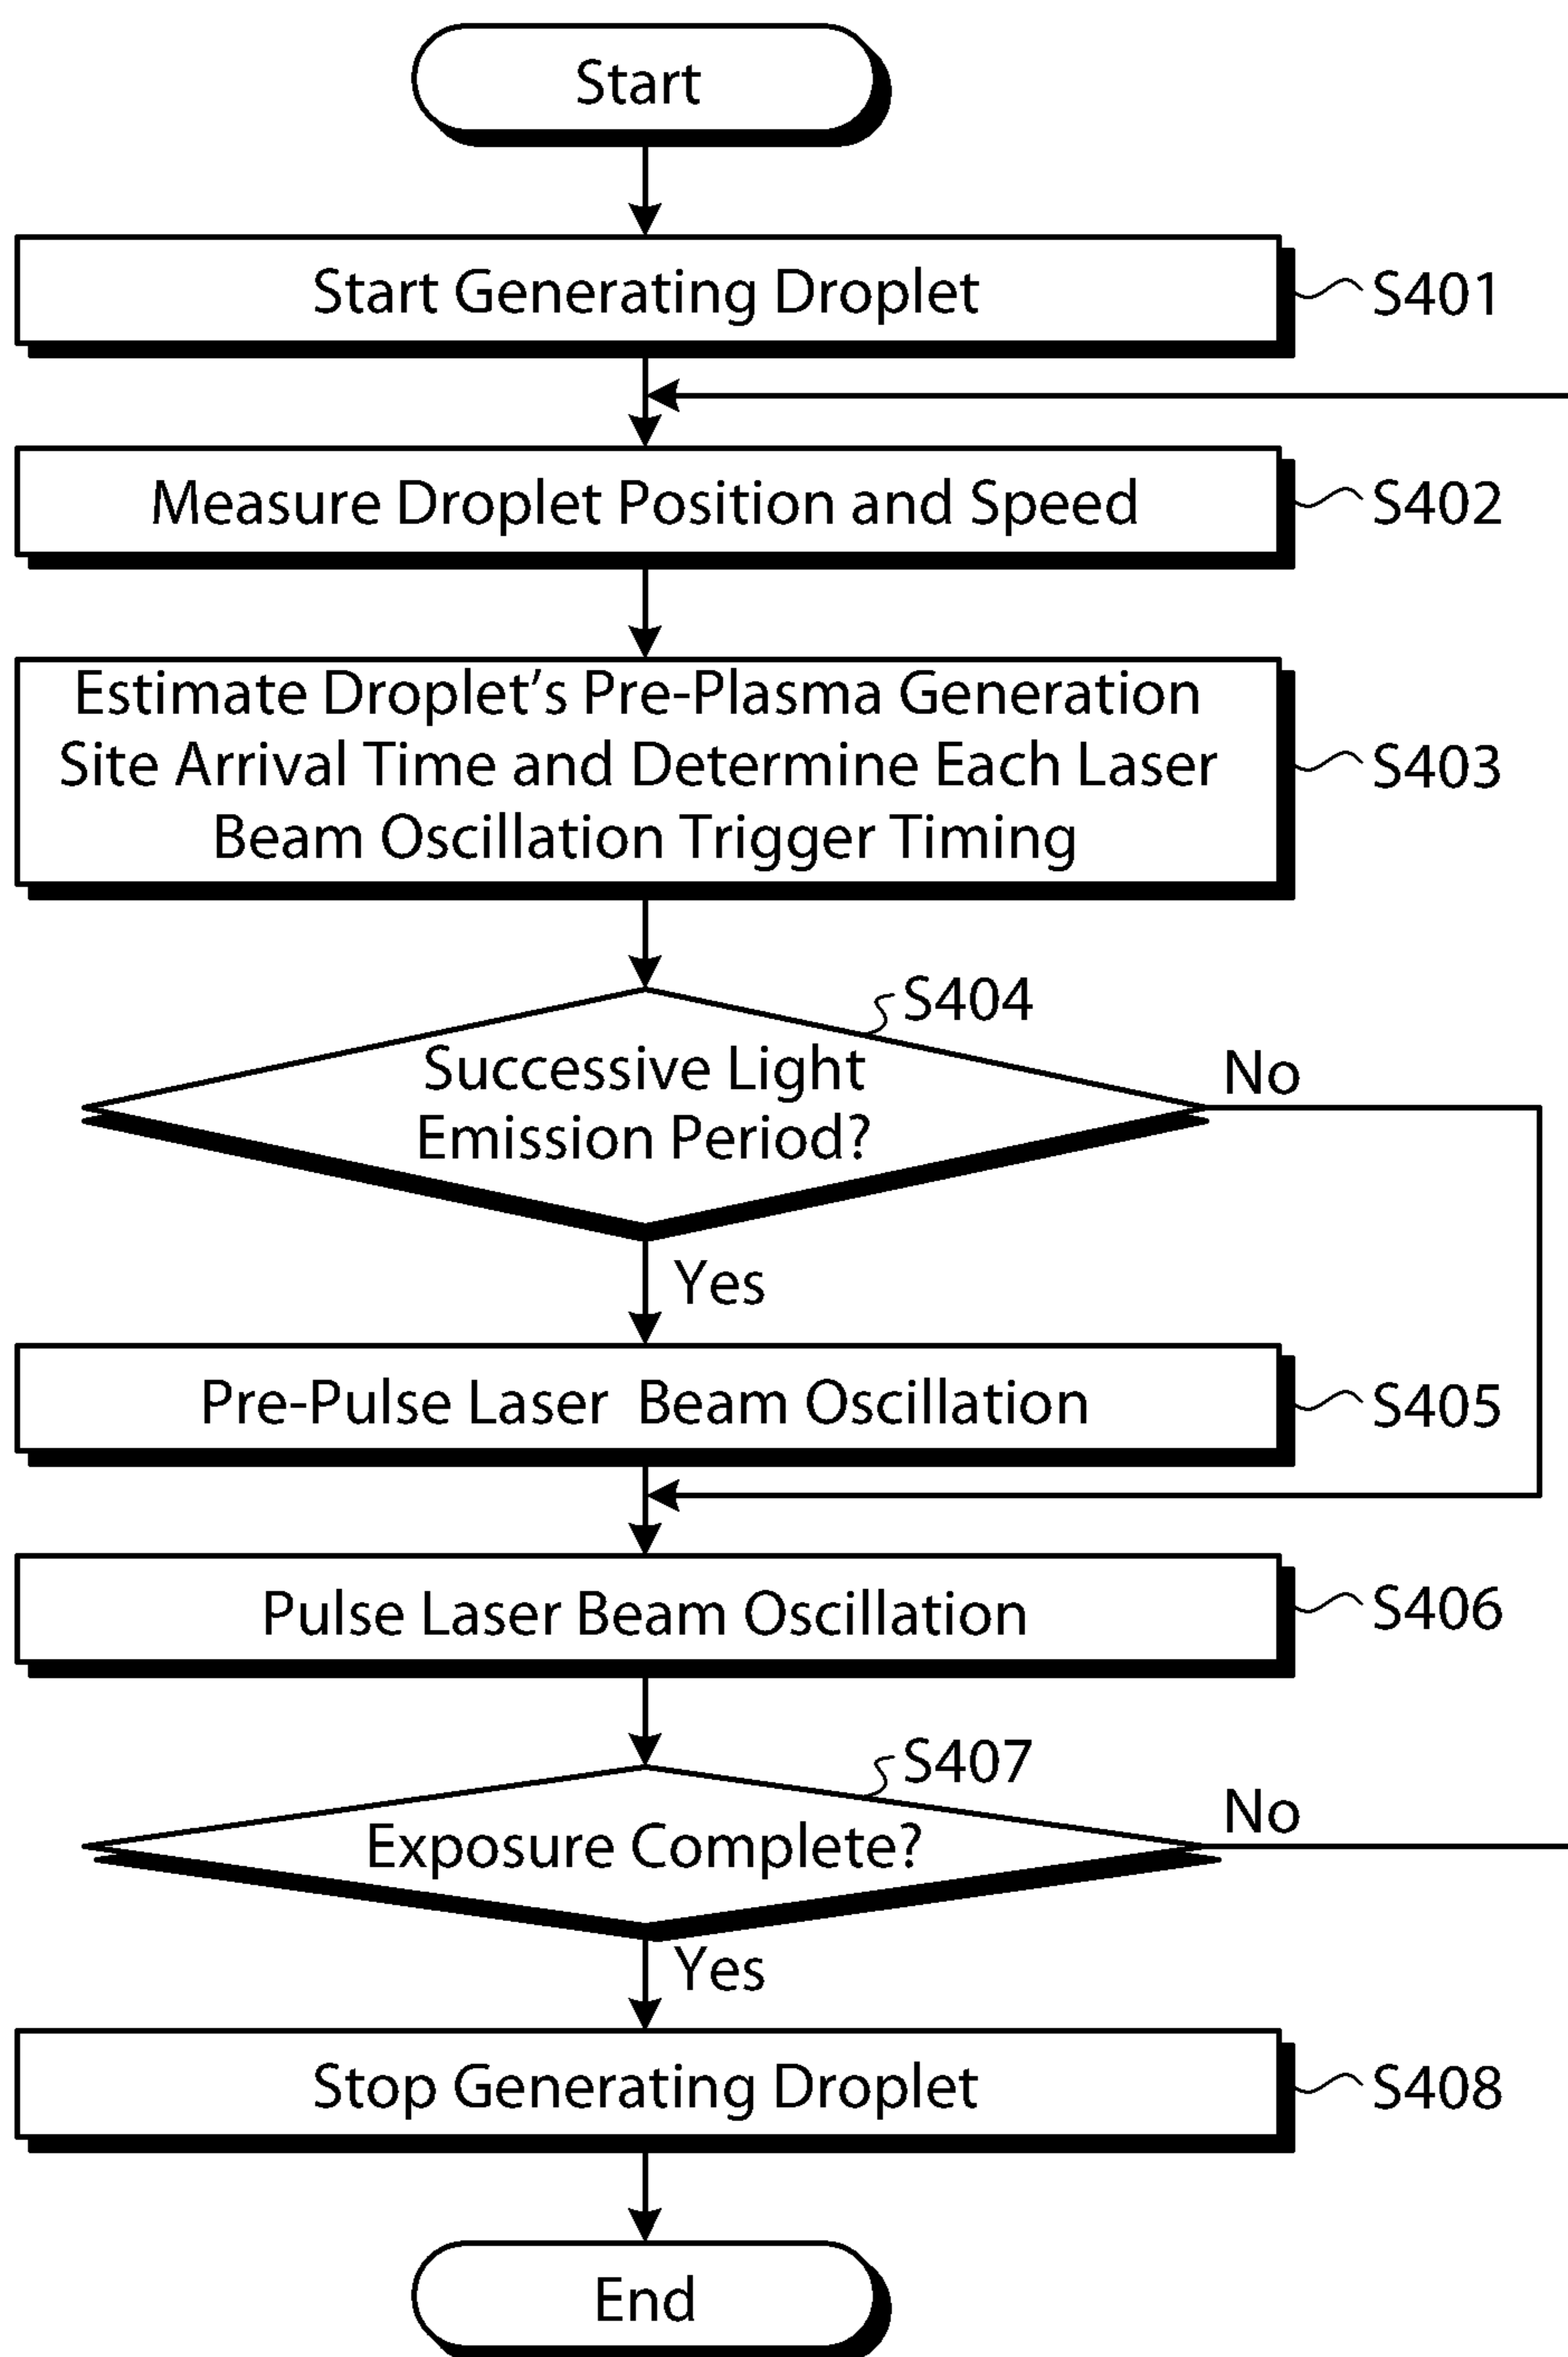 Start
Start Generating Droplet
S401
Measure Droplet Position and Speed
S402
Estimate Droplet’s Pre-Plasma Generation
Site Arrival Time and Determine Each Laser
Beam Oscillation Trigger Timing
S403
S404
Successive Light
Emission Period?
No
Yes
Pre-Pulse Laser Beam Oscillation
S405
Pulse Laser Beam Oscillation
S406
S407
Exposure Complete?
No
Yes
Stop Generating Droplet
S408
End